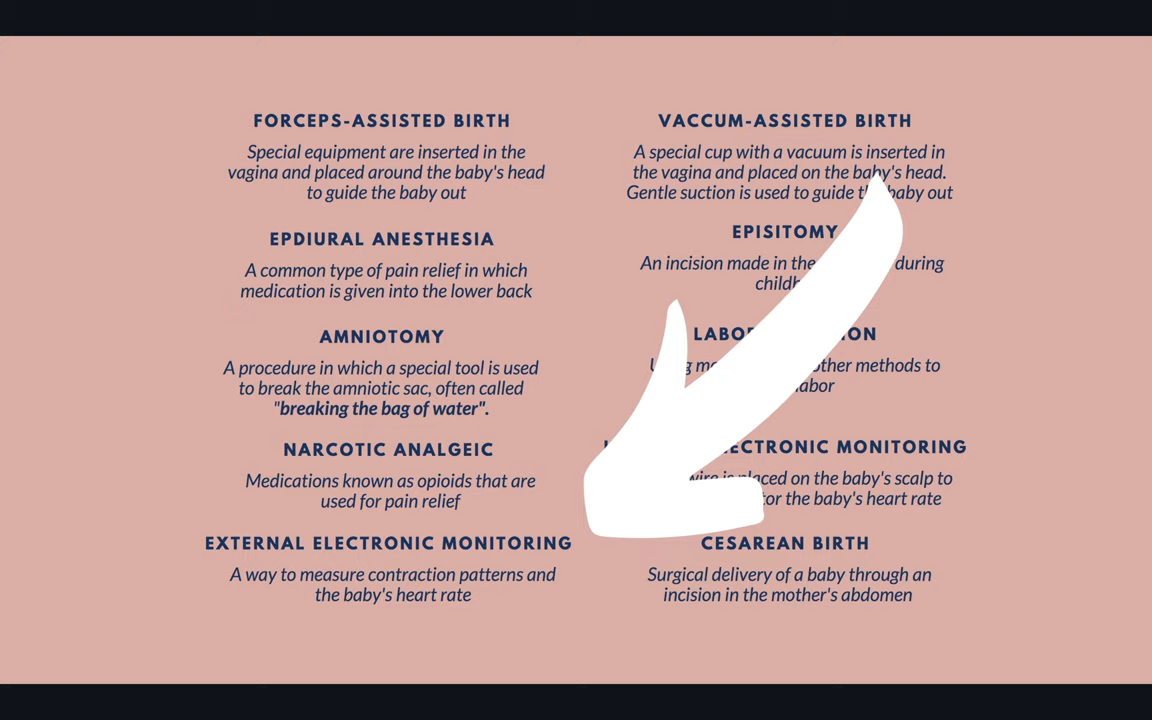 FORCEPS-ASSISTED BIRTH
Special equipment are inserted in the
vagina and placed around the baby's head
to guide the baby out
EPDIURAL ANESTHESIA
A common type of pain relief in which
medication is given into the lower back
AMNIOTOMY
A procedure in which a special tool is used
to break the amniotic sac, often called
"breaking the bag of water".
NARCOTIC ANALGEIC
Medications known as opioids that are
used for pain relief
EXTERNAL ELECTRONIC MONITORING
A way to measure contraction patterns and
the baby's heart rate
VACCUM-ASSISTED BIRTH
A special cup with a vacuum is inserted in
the vagina and placed on the baby's head.
Gentle suction is used to guide the baby out
EPISITOMY
An incision made in the during
LABOR
other methods to
labor
ELECTRONIC MONITORING
wire is placed on the baby's scalp to
the baby's heart rate
CESAREAN BIRTH
Surgical delivery of a baby through an
incision in the mother's abdomen